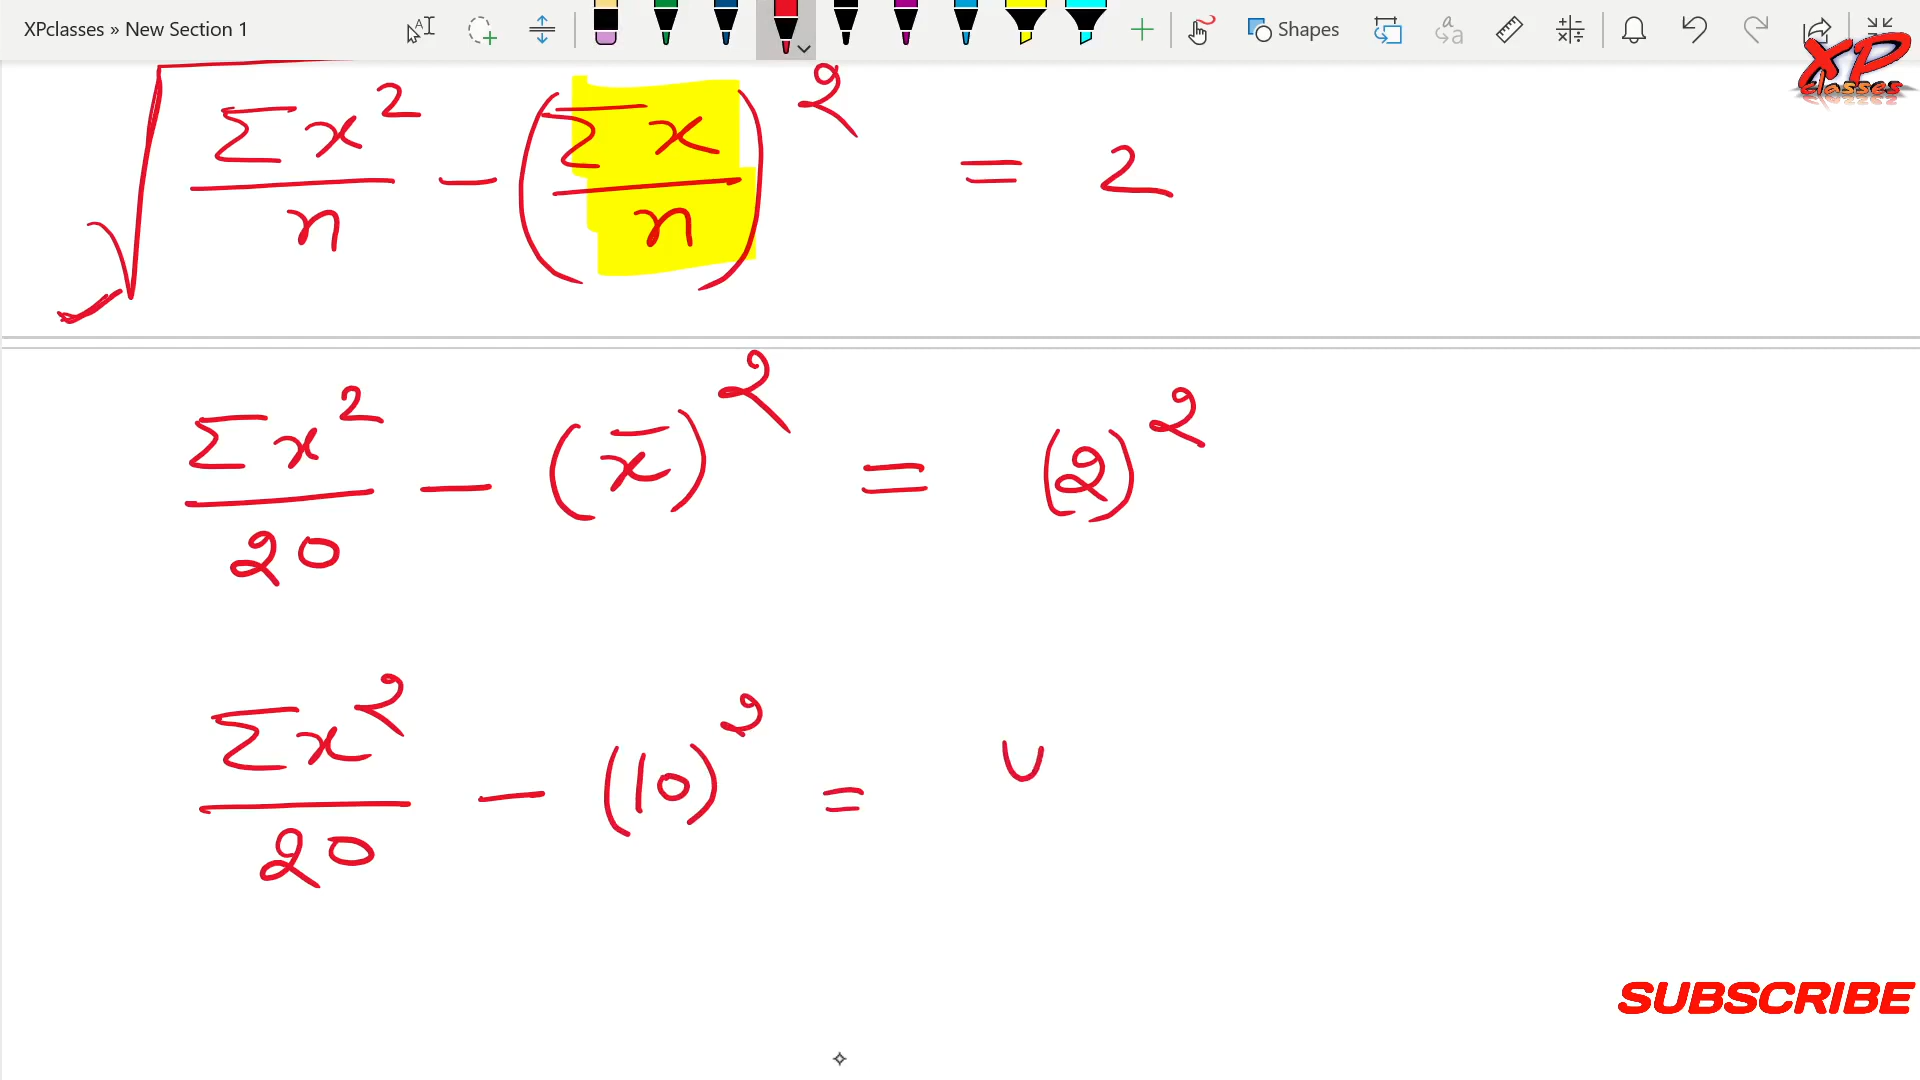 XPclasses » New Section 1
Shapes
XP classes
√ Σx²/n − (Σx/n)² = 2
Σx²/20 − (x̄)² = (2)²
Σx²/20 − (10)² =
SUBSCRIBE